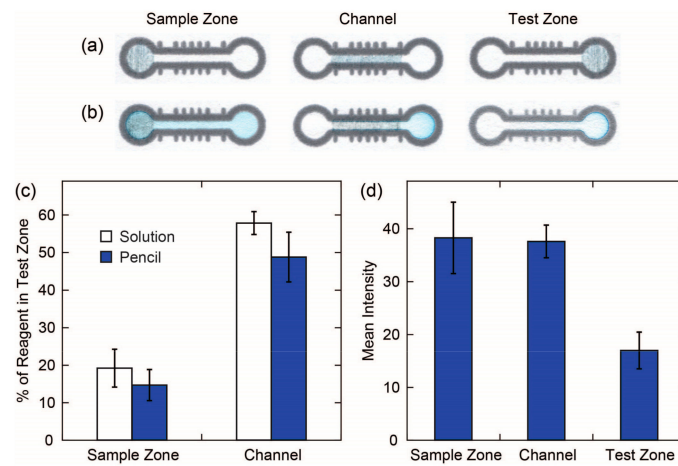 Sample Zone Channel Test Zone
(a)
(b)
(c)
% of Reagent in Test Zone
60
50
40
30
20
10
0
Solution
Pencil
Sample Zone Channel
(d)
Mean Intensity
40
30
20
10
0
Sample Zone Channel Test Zone